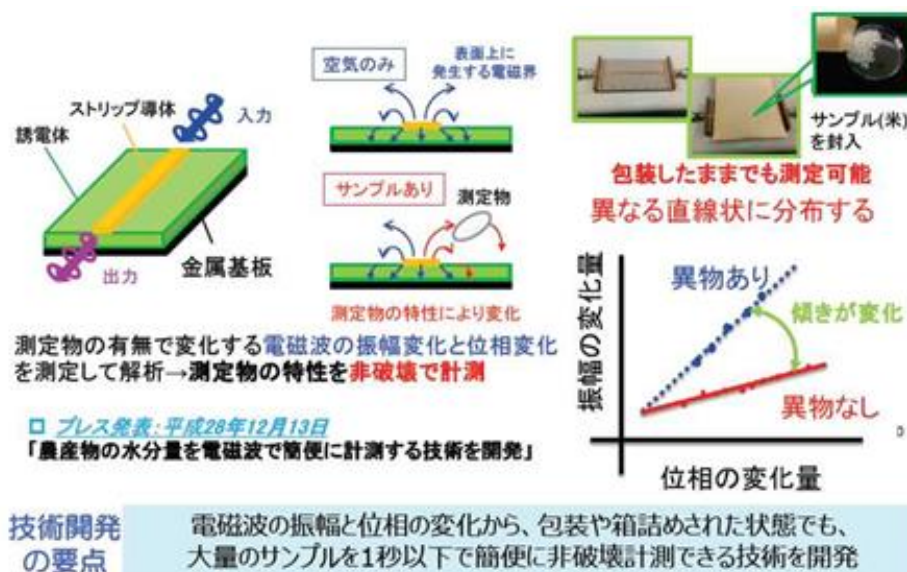 空気のみ
表面上に
発生する電磁界
ストリップ導体
入力
誘電体
サンプル(米)
を封入
サンプルあり
測定物
包装したままでも測定可能
異なる直線状に分布する
出力
金属基板
測定物の特性により変化
測定物の有無で変化する電磁波の振幅変化と位相変化
を測定して解析→測定物の特性を非破壊で計測
振幅の変化量
異物あり
傾きが変化
異物なし
位相の変化量
プレス発表:平成28年12月13日
「農産物の水分量を電磁波で簡便に計測する技術を開発」
技術開発
の要点
電磁波の振幅と位相の変化から、包装や箱詰めされた状態でも、
大量のサンプルを1秒以下で簡便に非破壊計測できる技術を開発